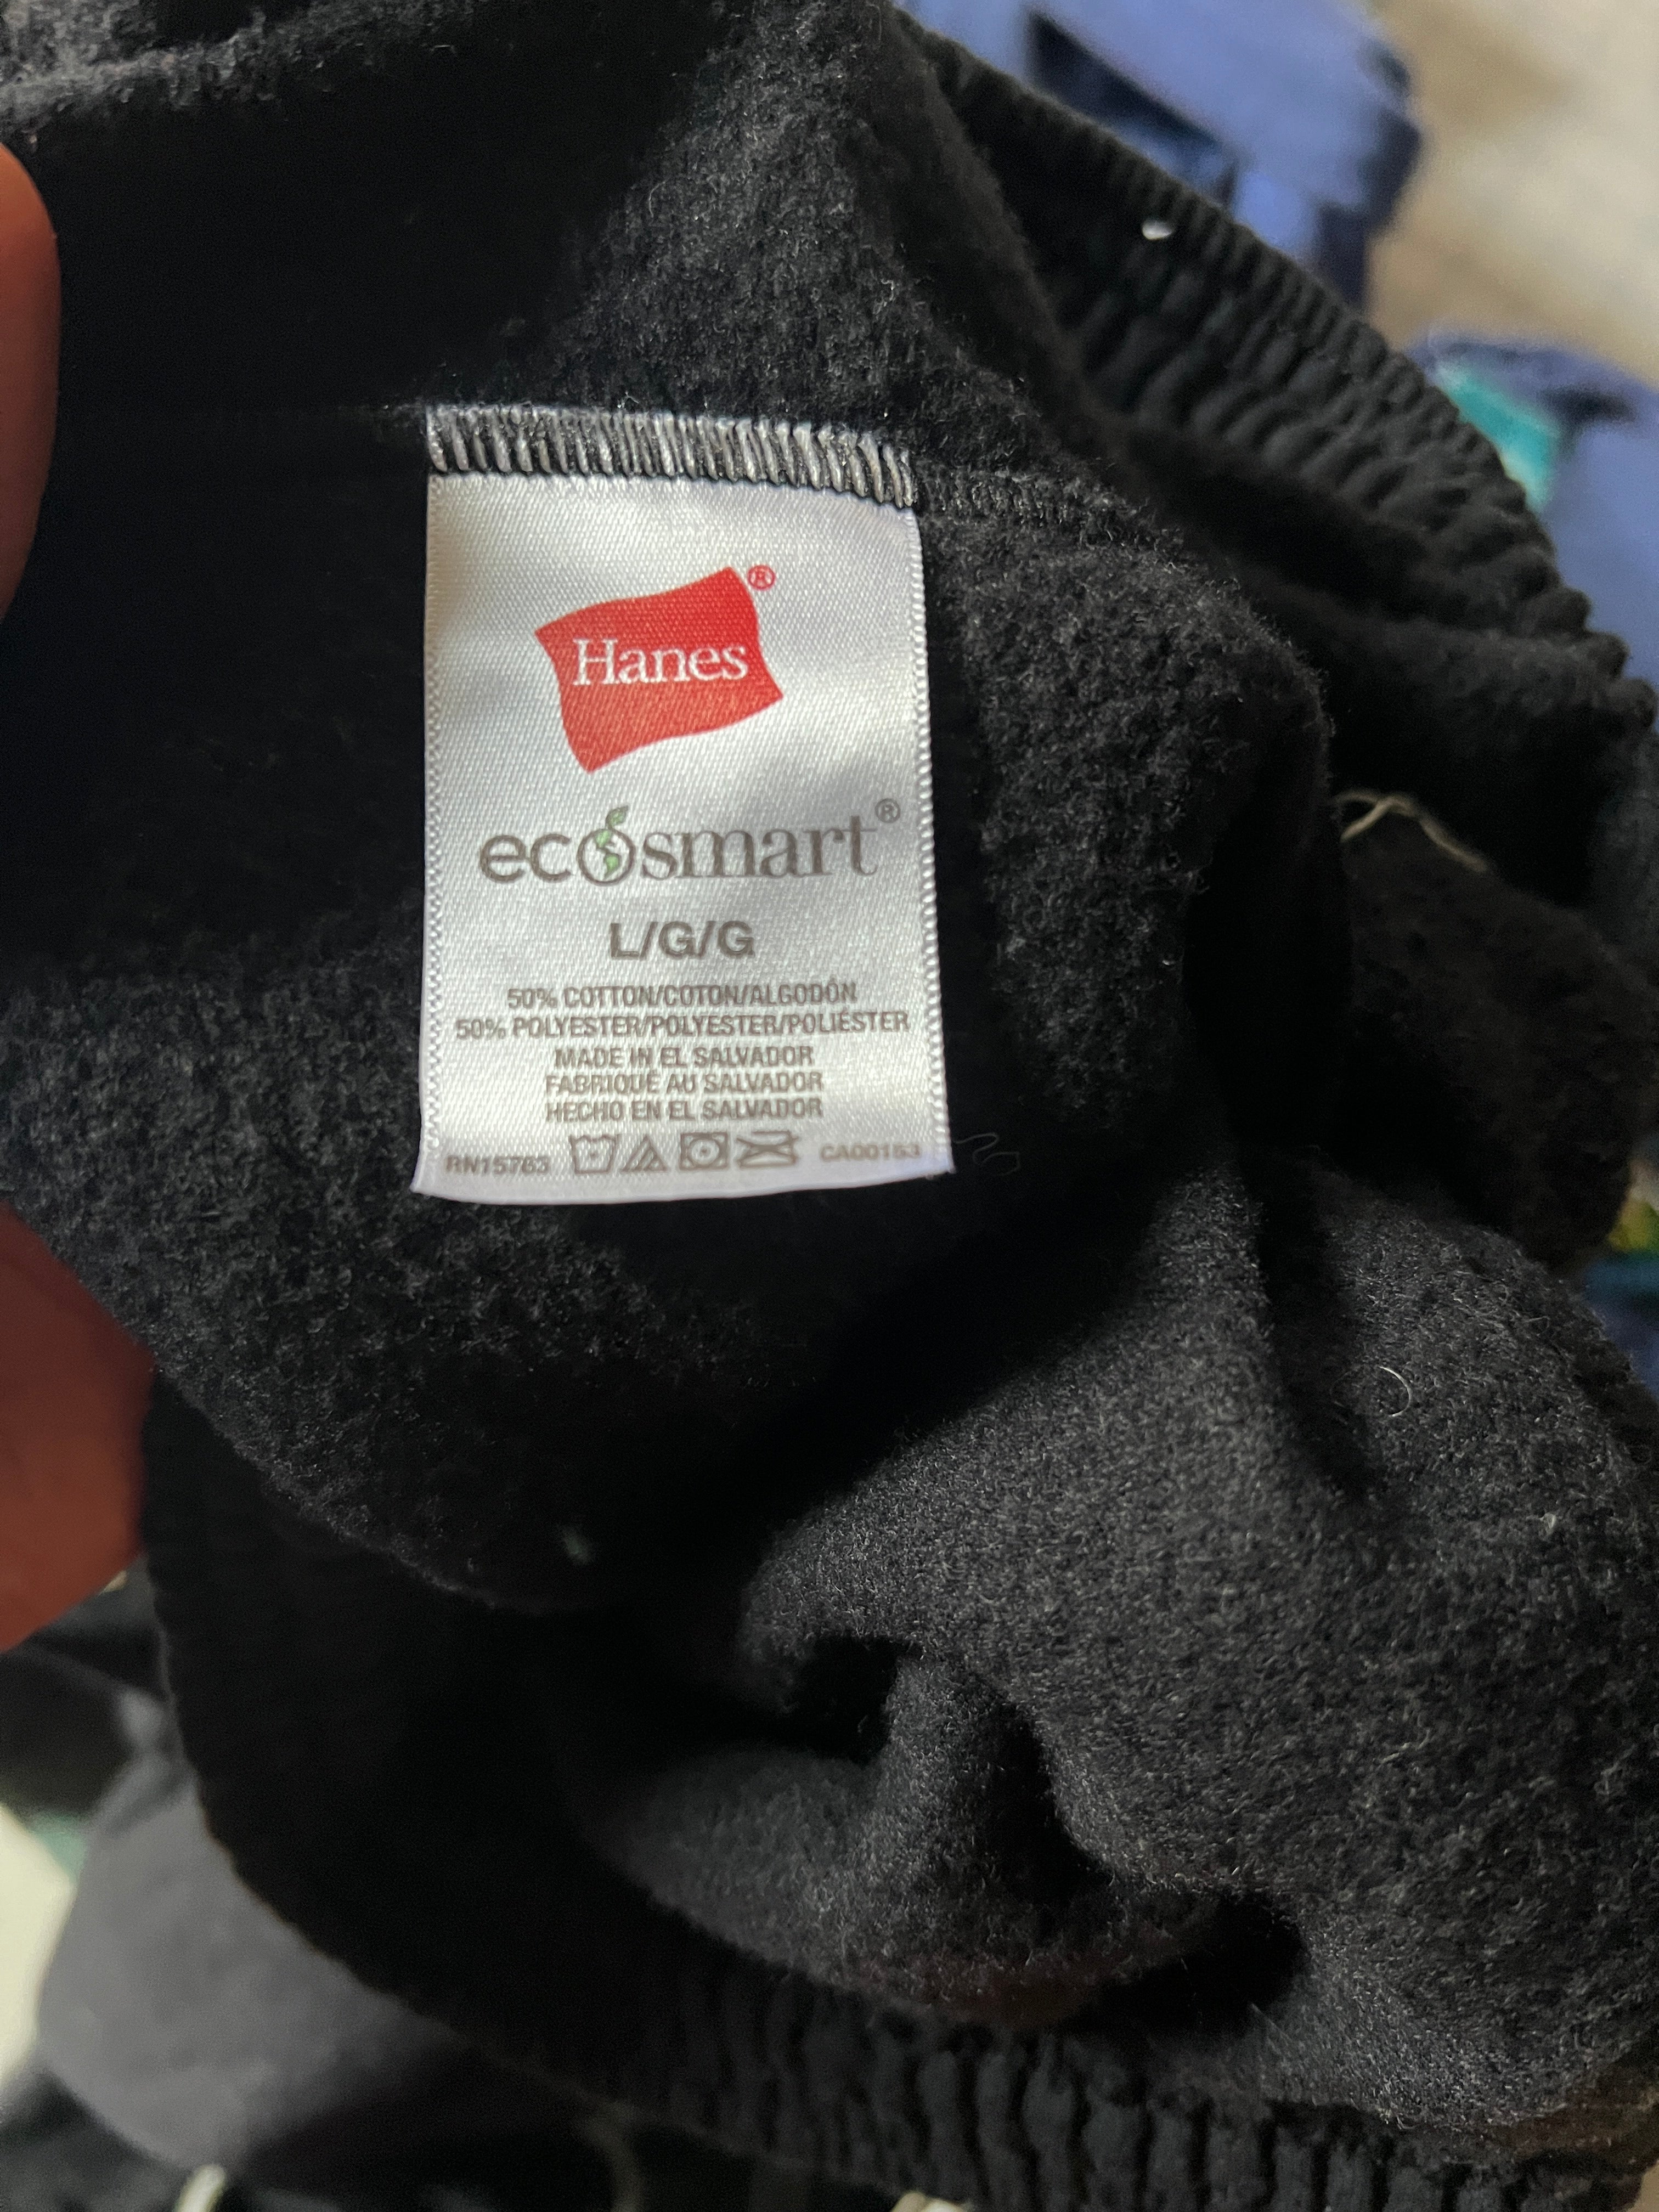 Hanes®
ecosmart®
L/G/G
50% COTTON/COTON/ALGODÓN
50% POLYESTER/POLYESTER/POLIÉSTER
MADE IN EL SALVADOR
FABRIQUÉ AU SALVADOR
HECHO EN EL SALVADOR
RN15763 CA00153